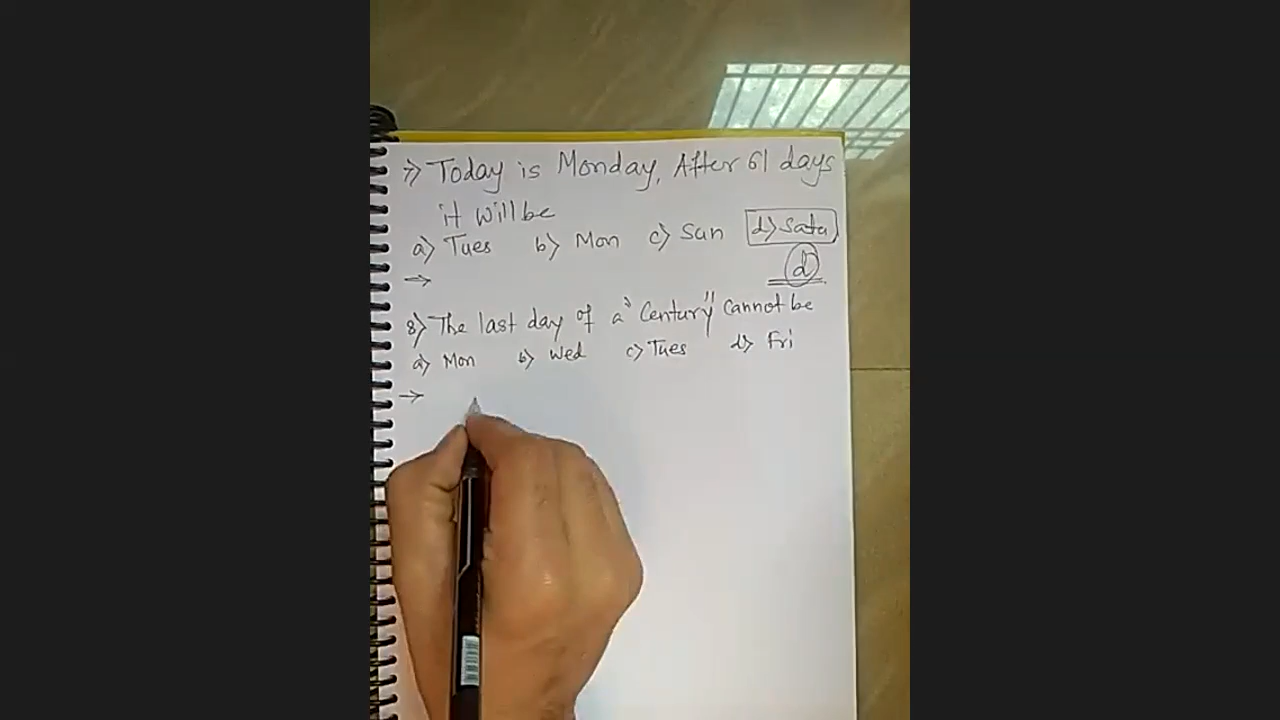 7) Today is Monday. After 61 days
it will be
a) Tues b) Mon c) Sun d) Satu
→ d
8) The last day of a "Century" cannot be
a) Mon b) Wed c) Tues d) Fri
→